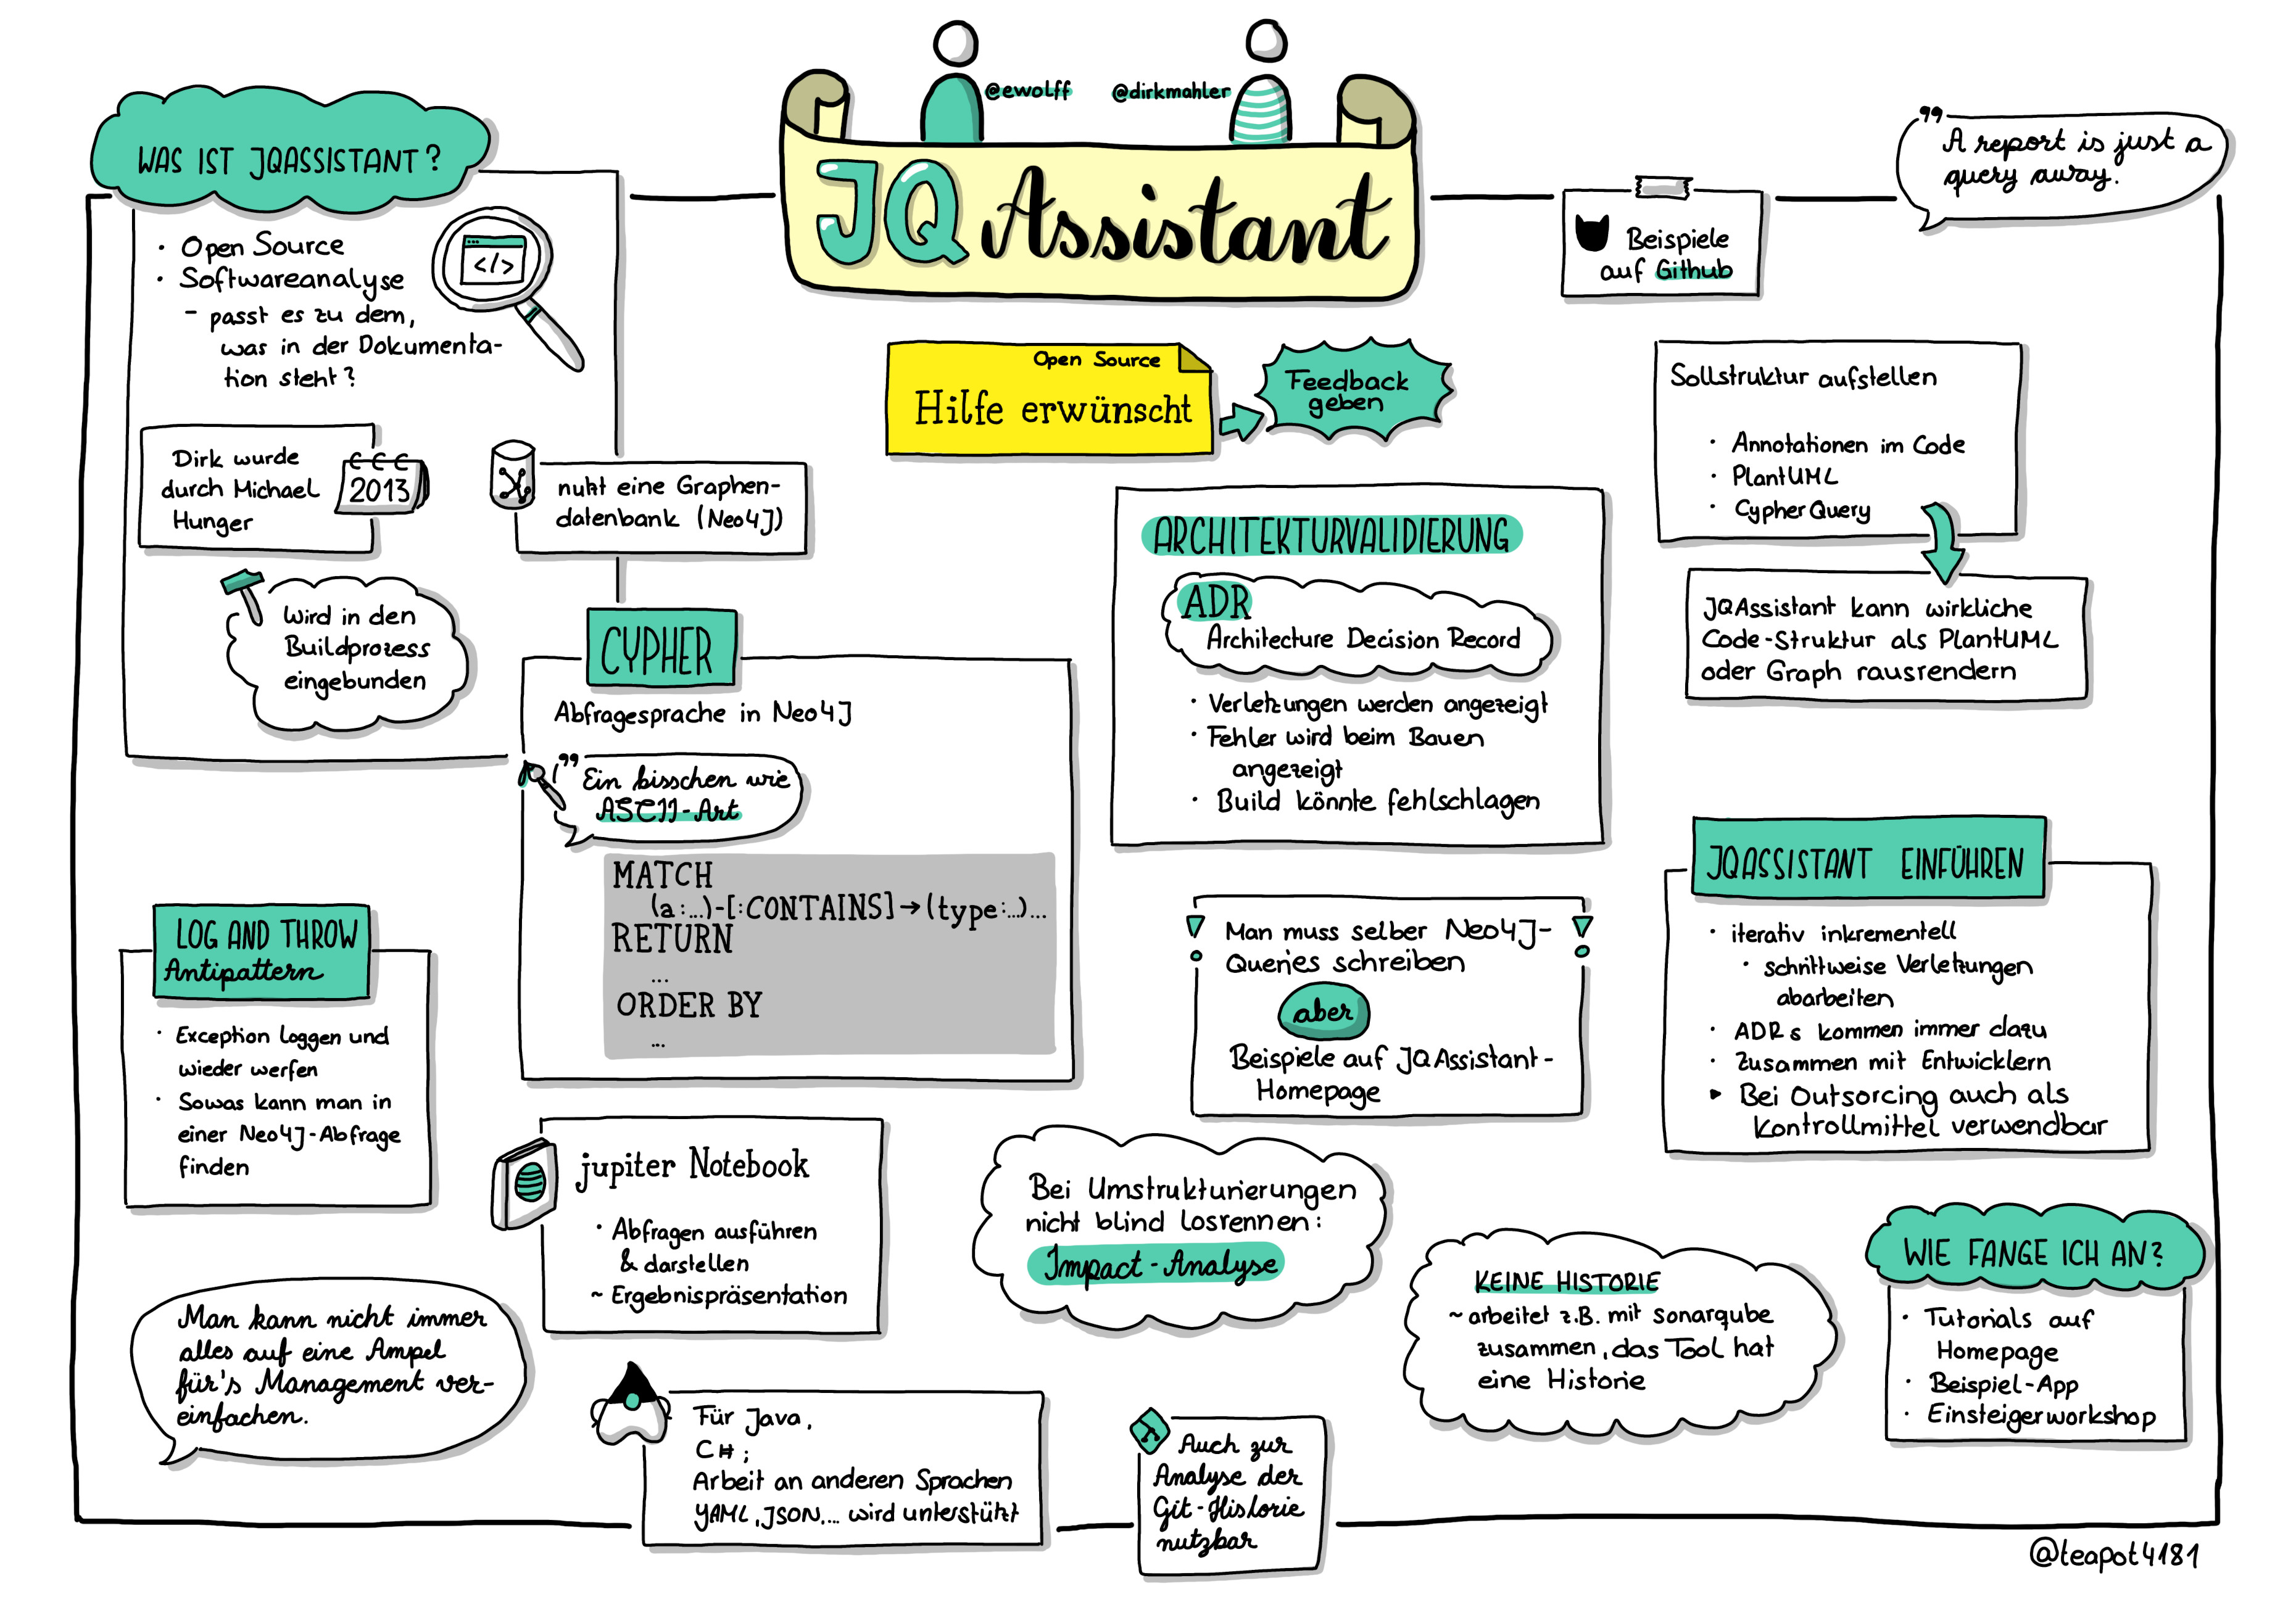 @ewolff
@dirkmahler
JQ Assistant
WAS IST JQASSISTANT?
· Open Source
· Softwareanalyse
- passt es zu dem,
was in der Dokumenta-
tion steht?
</>
Dirk wurde
durch Michael
Hunger
2013
nutzt eine Graphen-
datenbank (Neo4J)
Wird in den
Buildprozess
eingebunden
CYPHER
Abfragesprache in Neo4J
" Ein bisschen wie
ASCII-Art
MATCH
(a:...)-[:CONTAINS]→(type:...)...
RETURN
...
ORDER BY
...
LOG AND THROW
Antipattern
· Exception loggen und
wieder werfen
· Sowas kann man in
einer Neo4J-Abfrage
finden
jupiter Notebook
· Abfragen ausführen
& darstellen
~ Ergebnispräsentation
Man kann nicht immer
alles auf eine Ampel
für's Management ver-
einfachen.
Für Java,
C#;
Arbeit an anderen Sprachen
YAML, JSON,... wird unterstützt
Open Source
Hilfe erwünscht
Feedback
geben
ARCHITEKTURVALIDIERUNG
ADR
Architecture Decision Record
· Verletzungen werden angezeigt
· Fehler wird beim Bauen
angezeigt
· Build könnte fehlschlagen
Man muss selber Neo4J-
Queries schreiben
aber
Beispiele auf JQAssistant-
Homepage
Bei Umstrukturierungen
nicht blind losrennen:
Impact-Analyse
Auch zur
Analyse der
Git-Historie
nutzbar
Beispiele
auf Github
" A report is just a
query away.
Sollstruktur aufstellen
· Annotationen im Code
· PlantUML
· Cypher Query
JQAssistant kann wirkliche
Code-Struktur als PlantUML
oder Graph rausrendern
JQASSISTANT EINFÜHREN
· iterativ inkrementell
· schrittweise Verletzungen
abarbeiten
· ADRs kommen immer dazu
· Zusammen mit Entwicklern
▸ Bei Outsorcing auch als
Kontrollmittel verwendbar
KEINE HISTORIE
~ arbeitet z.B. mit sonarqube
zusammen, das Tool hat
eine Historie
WIE FANGE ICH AN?
· Tutorials auf
Homepage
· Beispiel-App
· Einsteigerworkshop
@teapot4181